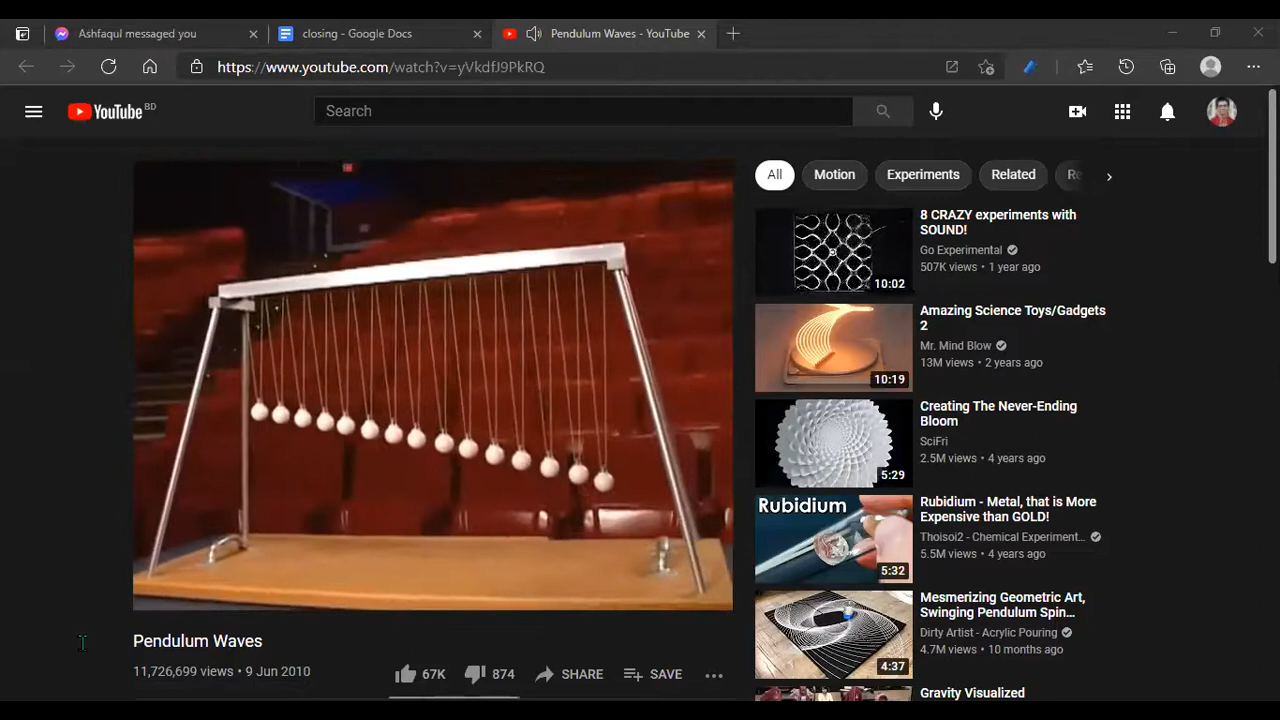 Ashfaqul messaged you
closing - Google Docs
Pendulum Waves - YouTube
https://www.youtube.com/watch?v=yVkdfJ9PkRQ
YouTube BD
Search
All
Motion
Experiments
Related
Re
8 CRAZY experiments with
SOUND!
Go Experimental
507K views • 1 year ago
10:02
Amazing Science Toys/Gadgets
2
Mr. Mind Blow
13M views • 2 years ago
10:19
Creating The Never-Ending
Bloom
SciFri
2.5M views • 4 years ago
5:29
Rubidium
Rubidium - Metal, that is More
Expensive than GOLD!
Thoisoi2 - Chemical Experiment...
5.5M views • 4 years ago
5:32
Mesmerizing Geometric Art,
Swinging Pendulum Spin...
Dirty Artist - Acrylic Pouring
4.7M views • 10 months ago
4:37
Gravity Visualized
Pendulum Waves
11,726,699 views • 9 Jun 2010
67K
874
SHARE
SAVE